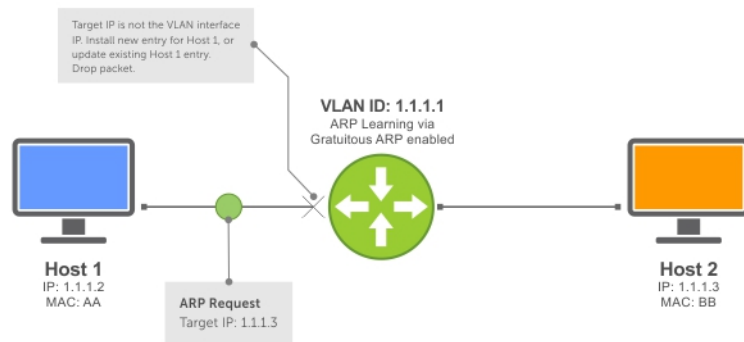 Target IP is not the VLAN interface
IP. Install new entry for Host 1, or
update existing Host 1 entry.
Drop packet.
VLAN ID: 1.1.1.1
ARP Learning via
Gratuitous ARP enabled
Host 1
IP: 1.1.1.2
MAC: AA
ARP Request
Target IP: 1.1.1.3
Host 2
IP: 1.1.1.3
MAC: BB